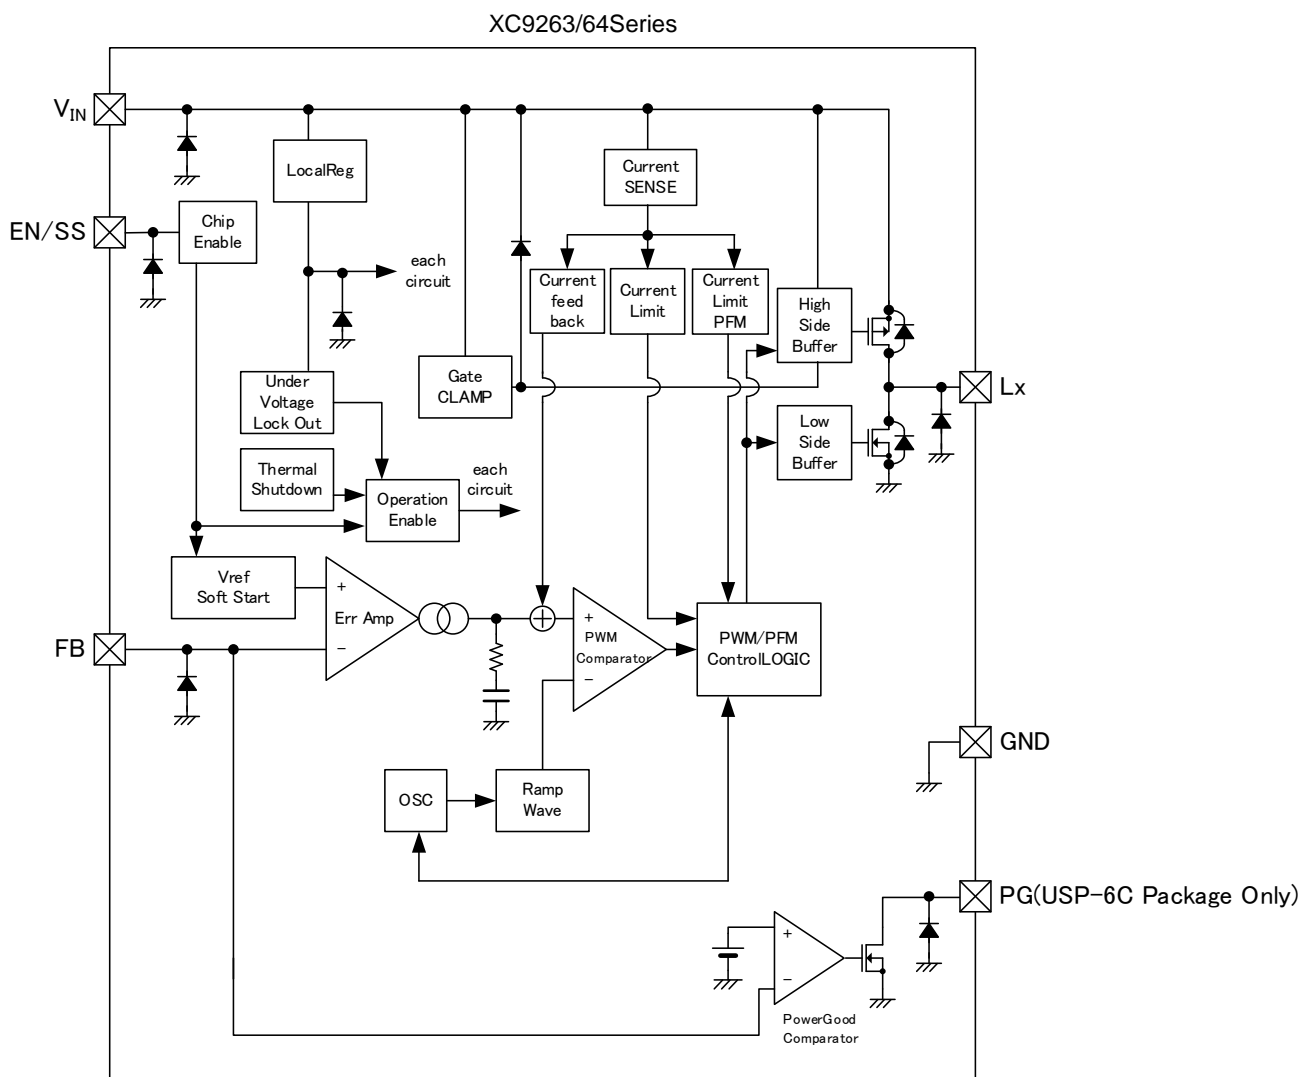 XC9263/64Series
VIN
LocalReg
Current
SENSE
EN/SS
Chip
Enable
each
circuit
Current
feed
back
Current
Limit
Current
Limit
PFM
High
Side
Buffer
Under
Voltage
Lock Out
Gate
CLAMP
Lx
Low
Side
Buffer
Thermal
Shutdown
each
circuit
Operation
Enable
Vref
Soft Start
+
Err Amp
−
+
PWM
Comparator
−
PWM/PFM
ControlLOGIC
FB
GND
OSC
Ramp
Wave
PG(USP-6C Package Only)
+
−
PowerGood
Comparator